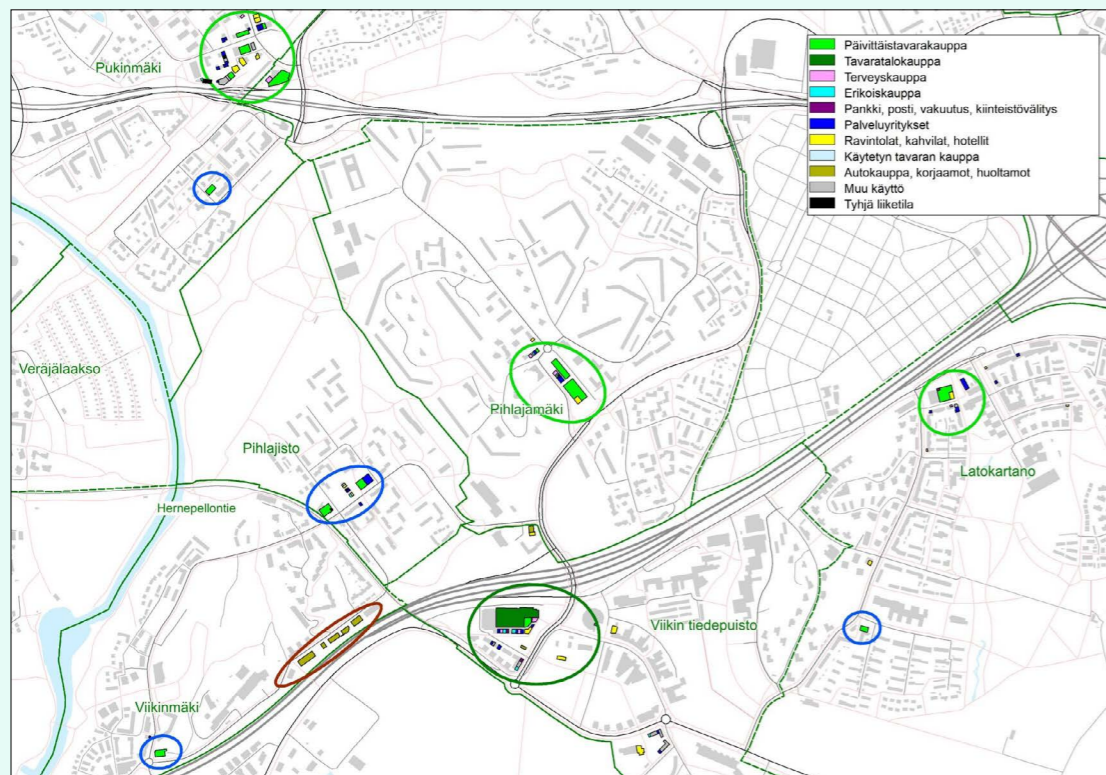 Pukinmäki
Päivittäistavarakauppa
Tavaratalokauppa
Terveyskauppa
Erikoiskauppa
Pankki, posti, vakuutus, kiinteistövälitys
Palveluyritykset
Ravintolat, kahvilat, hotellit
Käytetyn tavaran kauppa
Autokauppa, korjaamot, huoltamot
Muu käyttö
Tyhjä liiketila
Veräjälaakso
Pihlajamäki
Pihlajisto
Latokartano
Hernepellontie
Viikin tiedepuisto
Viikinmäki